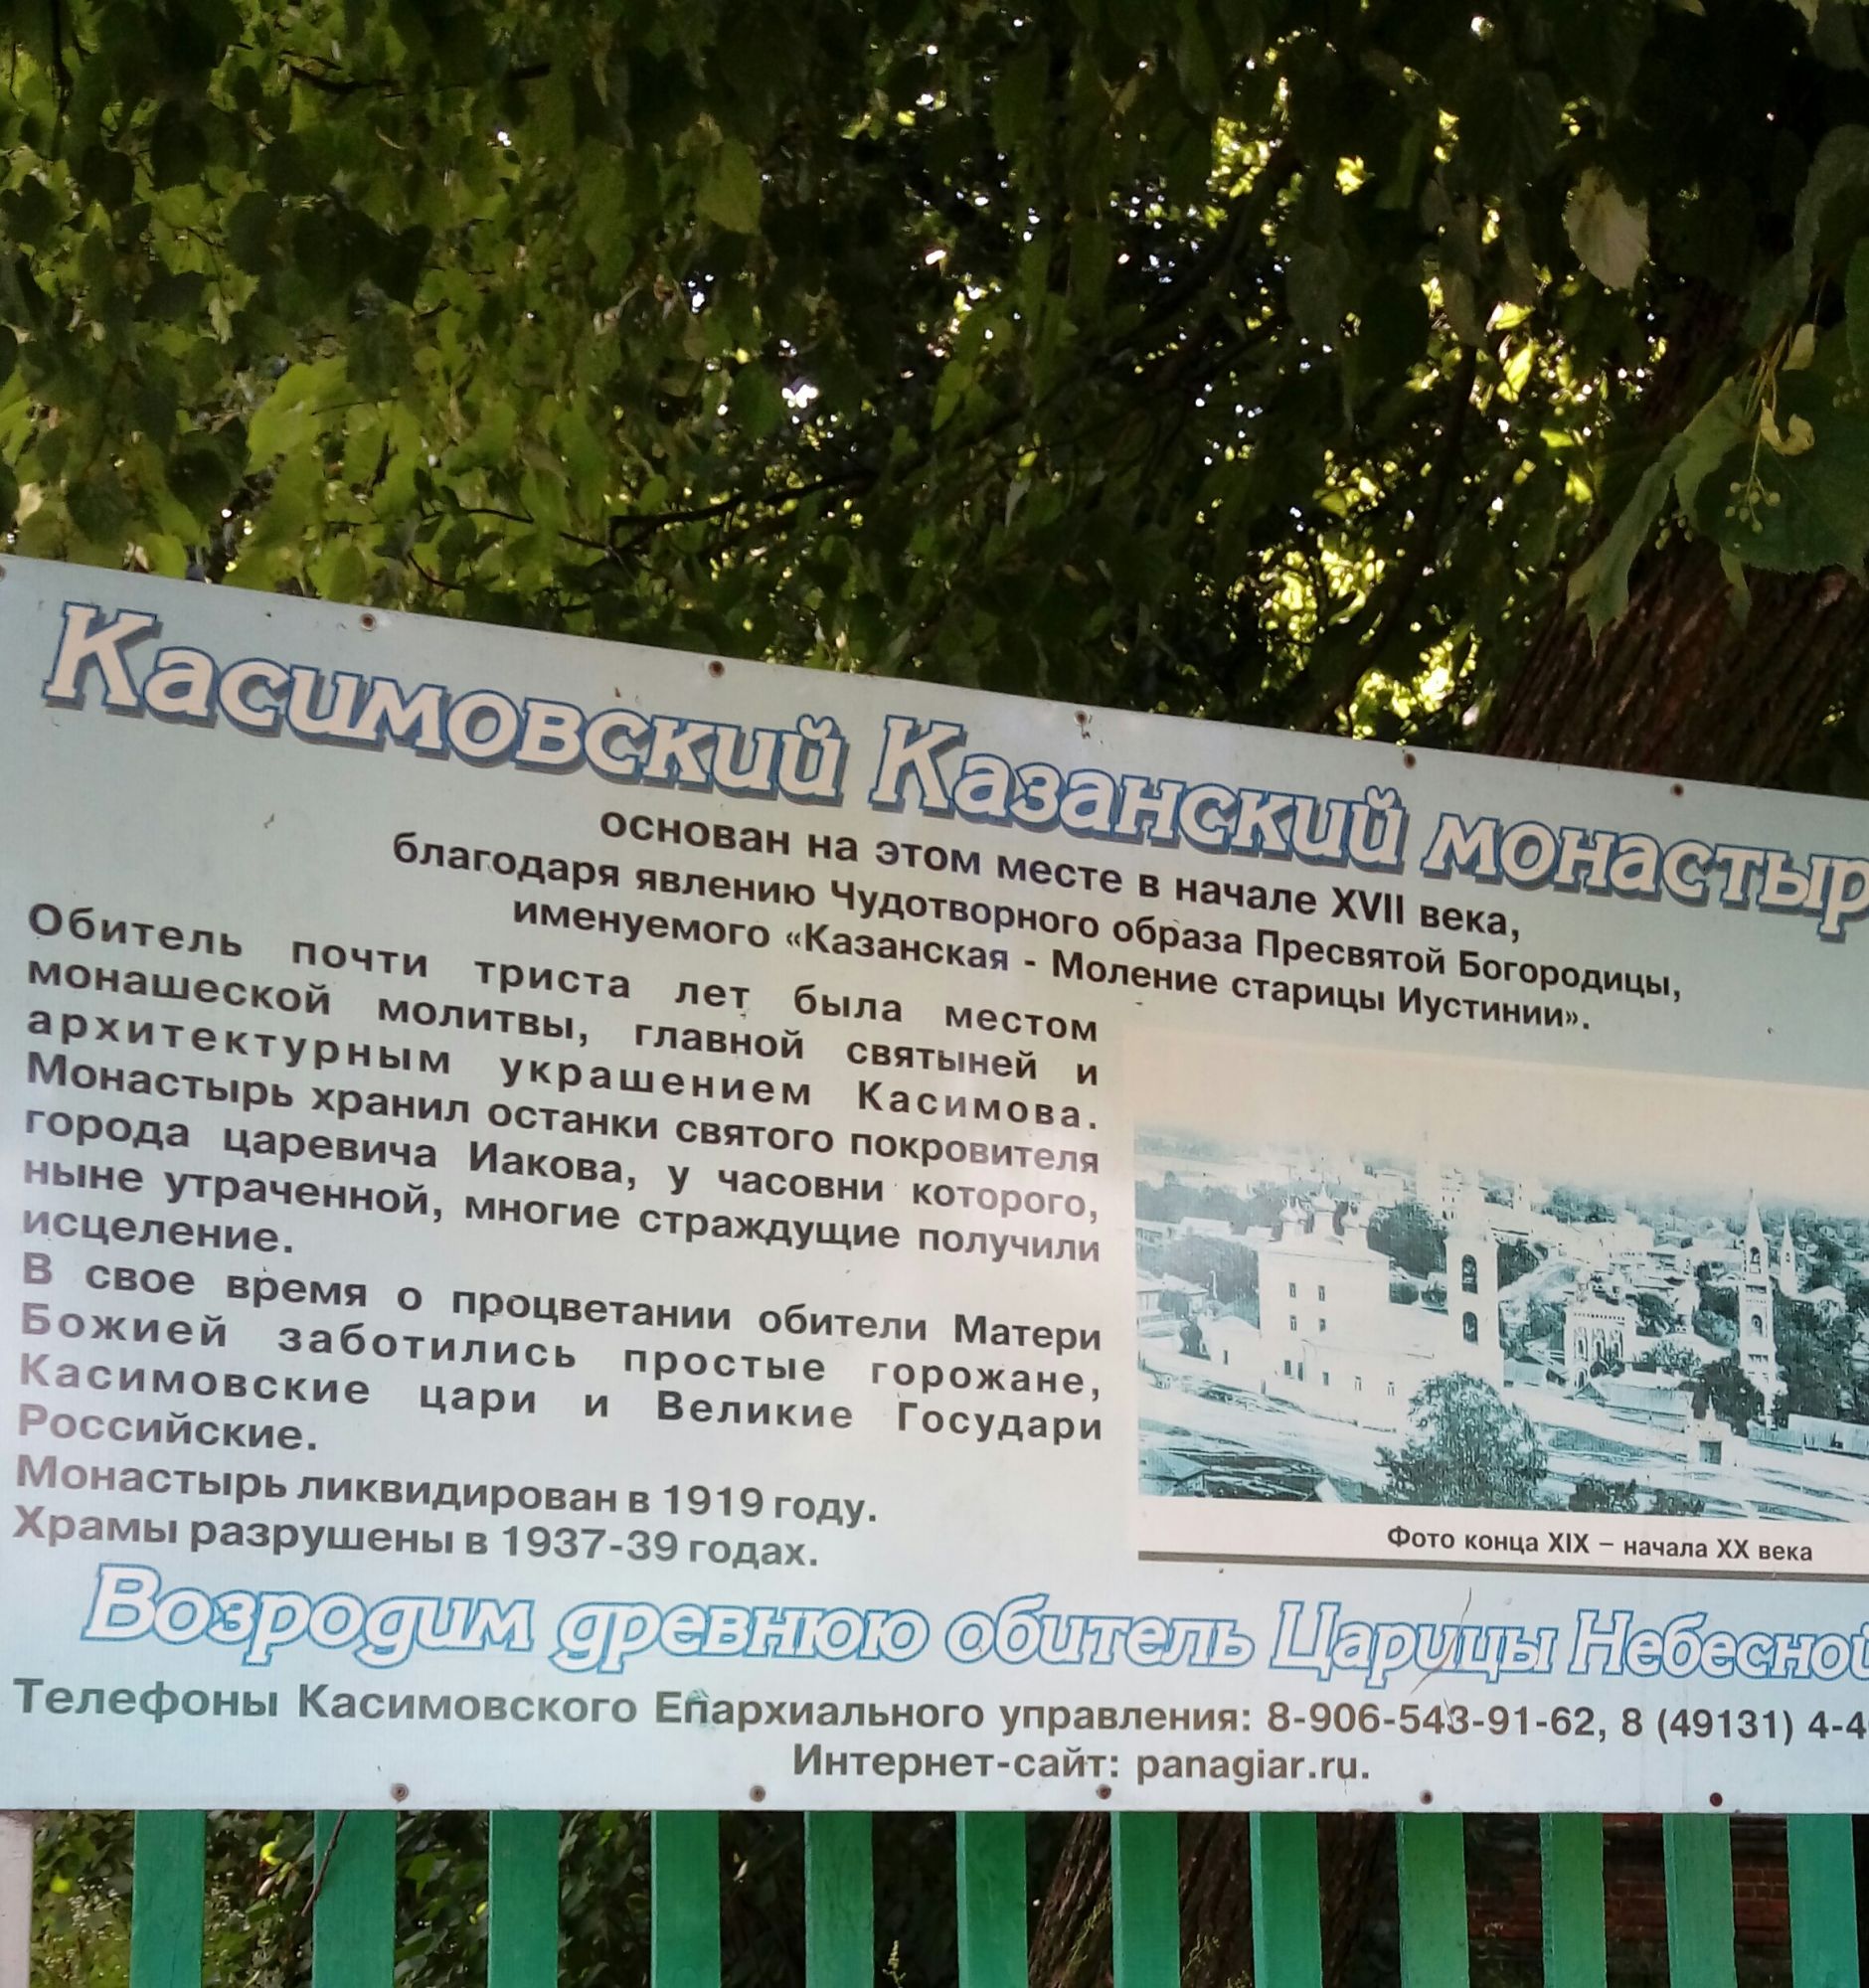 Касимовский Казанский монастыр
основан на этом месте в начале XVII века,
благодаря явлению Чудотворного образа Пресвятой Богородицы,
именуемого «Казанская - Моление старицы Иустинии».
Обитель почти триста лет была местом
монашеской молитвы, главной святыней и
архитектурным украшением Касимова.
Монастырь хранил останки святого покровителя
города царевича Иакова, у часовни которого,
ныне утраченной, многие страждущие получили
исцеление.
В свое время о процветании обители Матери
Божией заботились простые горожане,
Касимовские цари и Великие Государи
Российские.
Монастырь ликвидирован в 1919 году.
Храмы разрушены в 1937-39 годах.
Фото конца XIX – начала XX века
Возродим древнюю обитель Царицы Небесной
Телефоны Касимовского Епархиального управления: 8-906-543-91-62, 8 (49131) 4-4
Интернет-сайт: panagiar.ru.